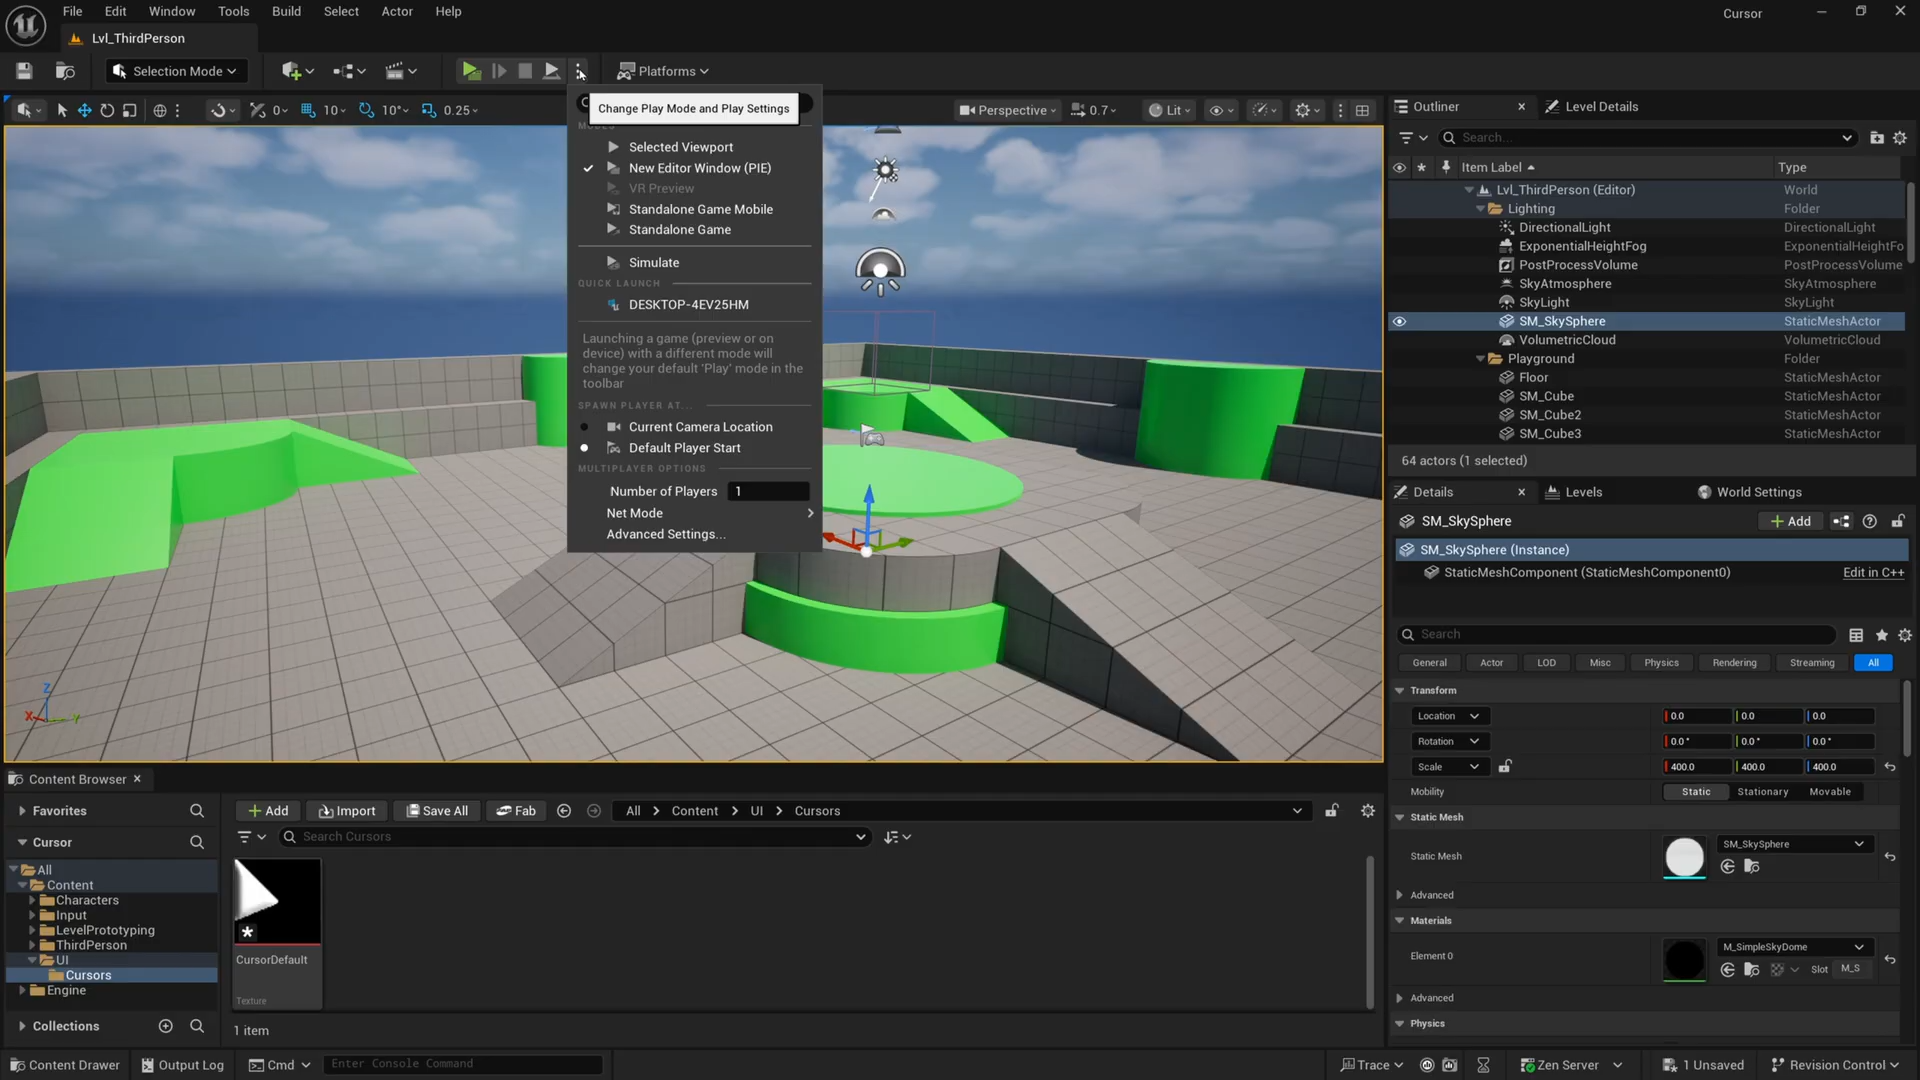 File Edit Window Tools Build Select Actor Help
Cursor
Lvl_ThirdPerson
Selection Mode
Platforms
10 10° 0.25
Perspective
0.7
Lit
Change Play Mode and Play Settings
MODES
Selected Viewport
New Editor Window (PIE)
VR Preview
Standalone Game Mobile
Standalone Game
Simulate
QUICK LAUNCH
DESKTOP-4EV25HM
Launching a game (preview or on
device) with a different mode will
change your default 'Play' mode in the
toolbar
SPAWN PLAYER AT...
Current Camera Location
Default Player Start
MULTIPLAYER OPTIONS
Number of Players 1
Net Mode
Advanced Settings...
Z
X Y
Outliner
Level Details
Search...
Item Label Type
Lvl_ThirdPerson (Editor) World
Lighting Folder
DirectionalLight DirectionalLight
ExponentialHeightFog ExponentialHeightFo
PostProcessVolume PostProcessVolume
SkyAtmosphere SkyAtmosphere
SkyLight SkyLight
SM_SkySphere StaticMeshActor
VolumetricCloud VolumetricCloud
Playground Folder
Floor StaticMeshActor
SM_Cube StaticMeshActor
SM_Cube2 StaticMeshActor
SM_Cube3 StaticMeshActor
64 actors (1 selected)
Details Levels World Settings
SM_SkySphere
Add
SM_SkySphere (Instance)
StaticMeshComponent (StaticMeshComponent0) Edit in C++
Search
General Actor LOD Misc Physics Rendering Streaming All
Transform
Location 0.0 0.0 0.0
Rotation 0.0° 0.0° 0.0°
Scale 400.0 400.0 400.0
Mobility Static Stationary Movable
Static Mesh
Static Mesh
SM_SkySphere
Advanced
Materials
Element 0
M_SimpleSkyDome
Slot M_S
Advanced
Physics
Content Browser
Favorites
Cursor
All
Content
Characters
Input
LevelPrototyping
ThirdPerson
UI
Cursors
Engine
Collections
Add Import Save All Fab
All Content UI Cursors
Search Cursors
CursorDefault
Texture
1 item
Content Drawer Output Log Cmd Enter Console Command
Trace Zen Server 1 Unsaved Revision Control